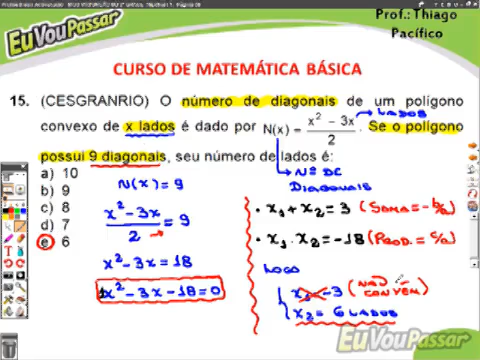 Prof.: Thiago
Pacífico
EuVouPassar
CURSO DE MATEMÁTICA BÁSICA
15. (CESGRANRIO) O número de diagonais de um polígono
convexo de x lados é dado por N(x) = x² − 3x / 2 . Se o polígono
LADOS
possui 9 diagonais, seu número de lados é:
Nº DE
DIAGONAIS
a) 10
b) 9
c) 8
d) 7
e) 6
N(x) = 9
x² − 3x / 2 = 9
x² − 3x = 18
x² − 3x − 18 = 0
• x₁ + x₂ = 3 (SOMA = −b/a)
• x₁ . x₂ = −18 (PROD. = c/a)
LOGO
x₁ = −3 (NÃO CONVÉM)
x₂ = 6 LADOS
EuVouPassar